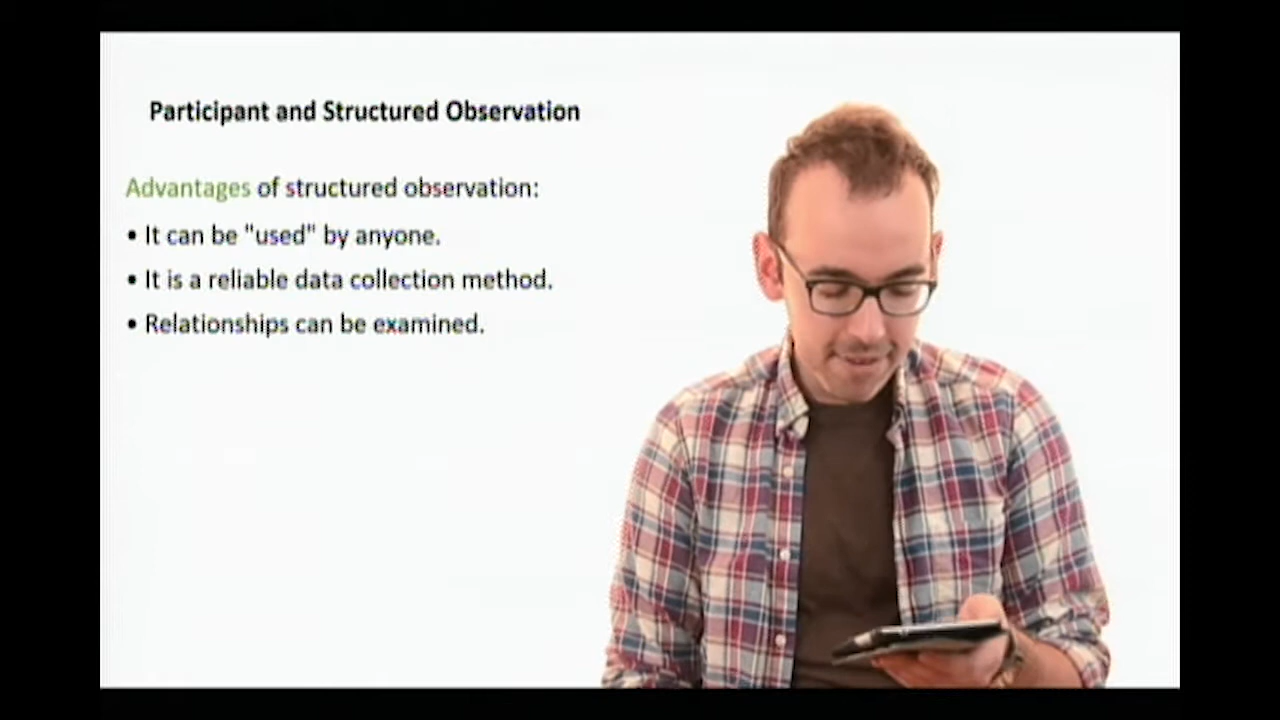 Participant and Structured Observation
Advantages of structured observation:
• It can be "used" by anyone.
• It is a reliable data collection method.
• Relationships can be examined.